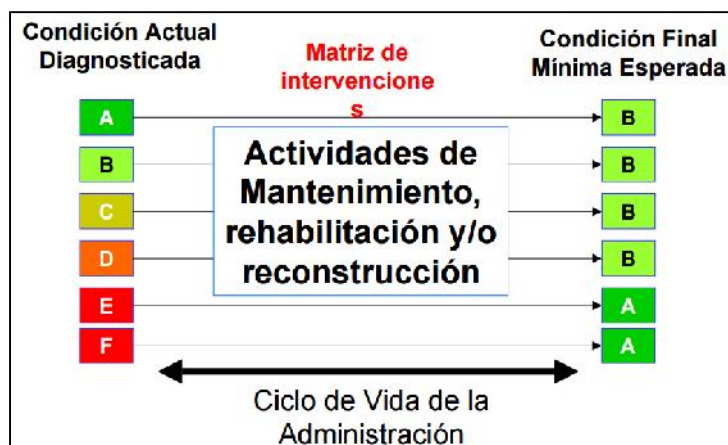 Condición Actual
Diagnosticada
Matriz de
intervencione
s
Condición Final
Mínima Esperada
A
B
B
B
C
B
D
B
E
A
F
A
Actividades de
Mantenimiento,
rehabilitación y/o
reconstrucción
Ciclo de Vida de la
Administración